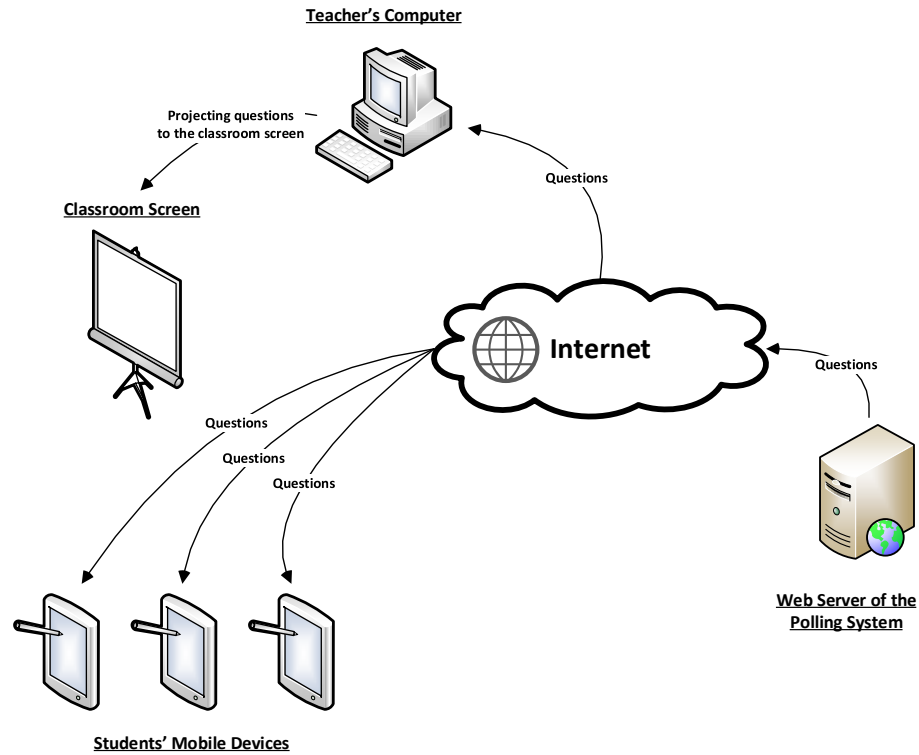 Teacher’s Computer
Projecting questions
to the classroom screen
Questions
Classroom Screen
Internet
Questions
Questions
Questions
Questions
Web Server of the
Polling System
Students’ Mobile Devices